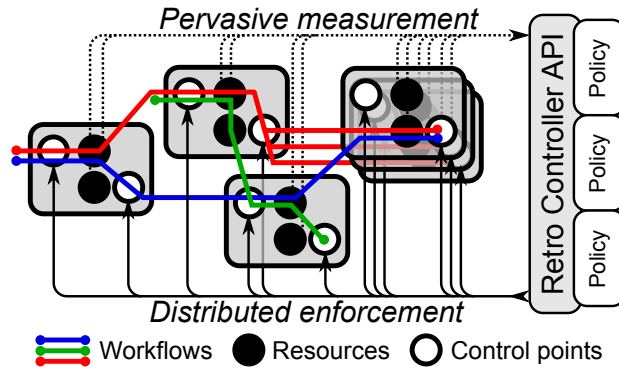 Pervasive measurement
Retro Controller API
Policy
Policy
Policy
Distributed enforcement
Workflows
Resources
Control points